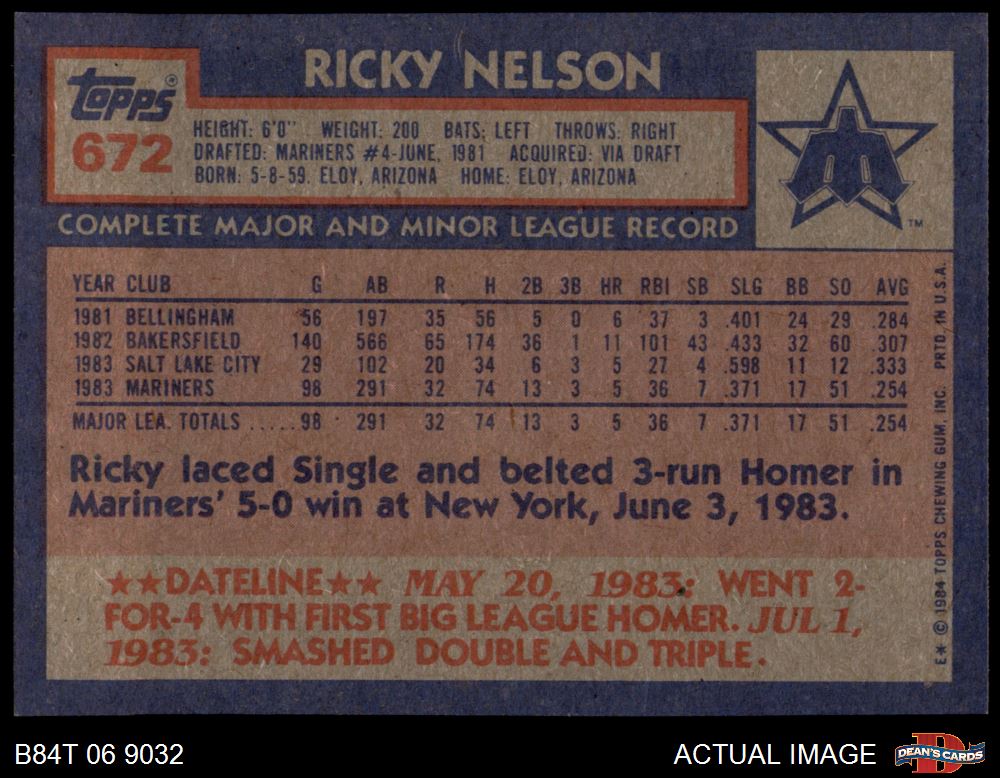 RICKY NELSON
Topps®
672
HEIGHT: 6'0" WEIGHT: 200 BATS: LEFT THROWS: RIGHT
DRAFTED: MARINERS #4-JUNE, 1981 ACQUIRED: VIA DRAFT
BORN: 5-8-59, ELOY, ARIZONA HOME: ELOY, ARIZONA
TM
COMPLETE MAJOR AND MINOR LEAGUE RECORD
YEAR CLUB G AB R H 2B 3B HR RBI SB SLG BB SO AVG
1981 BELLINGHAM 56 197 35 56 5 0 6 37 3 .401 24 29 .284
1982 BAKERSFIELD 140 566 65 174 36 1 11 101 43 .433 32 60 .307
1983 SALT LAKE CITY 29 102 20 34 6 3 5 27 4 .598 11 12 .333
1983 MARINERS 98 291 32 74 13 3 5 36 7 .371 17 51 .254
MAJOR LEA. TOTALS .....98 291 32 74 13 3 5 36 7 .371 17 51 .254
Ricky laced Single and belted 3-run Homer in
Mariners' 5-0 win at New York, June 3, 1983.
★★DATELINE★★ MAY 20, 1983: WENT 2-
FOR-4 WITH FIRST BIG LEAGUE HOMER. JUL 1,
1983: SMASHED DOUBLE AND TRIPLE.
E* © 1984 TOPPS CHEWING GUM, INC. PRTD. IN U.S.A.
B84T 06 9032
ACTUAL IMAGE
DEAN'S CARDS